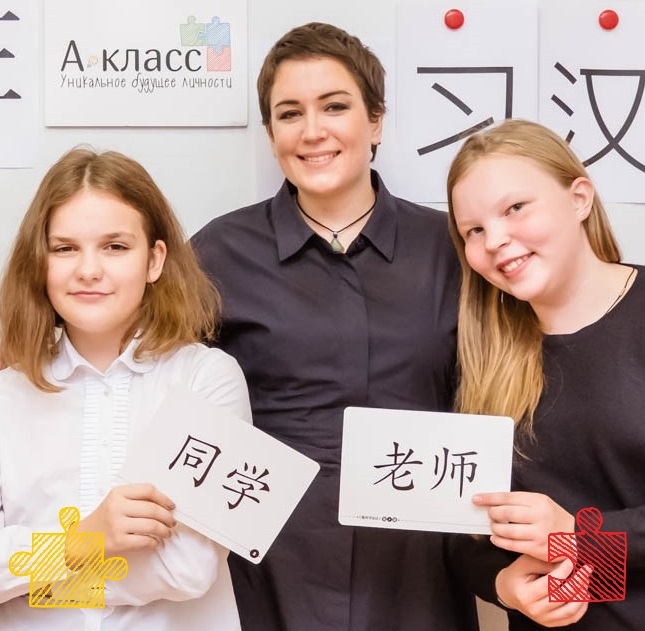 А класс
Уникальное будущее личности
习
汉
同学
老师